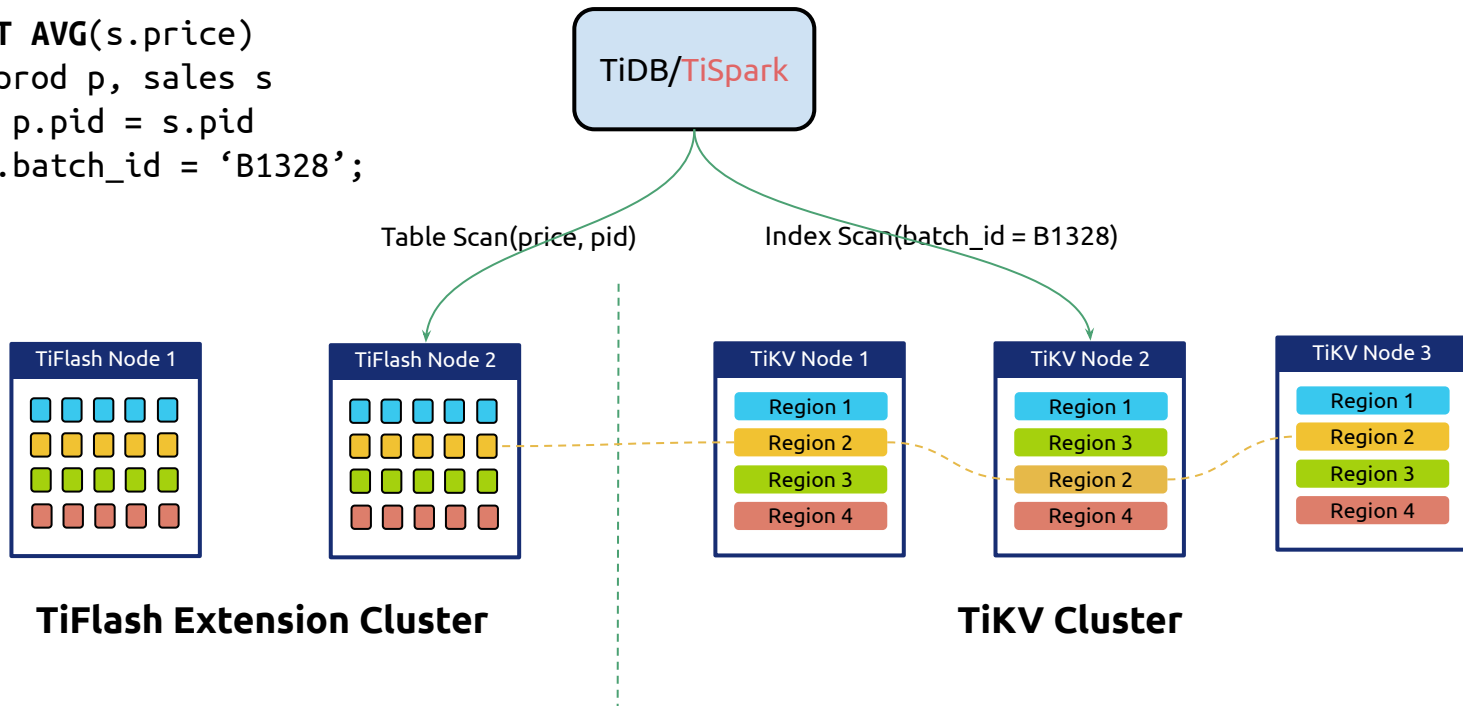 T AVG(s.price)
prod p, sales s
p.pid = s.pid
.batch_id = ‘B1328’;
TiDB/TiSpark
Table Scan(price, pid)
Index Scan(batch_id = B1328)
TiFlash Node 1
TiFlash Node 2
TiKV Node 1
Region 1
Region 2
Region 3
Region 4
TiKV Node 2
Region 1
Region 3
Region 2
Region 4
TiKV Node 3
Region 1
Region 2
Region 3
Region 4
TiFlash Extension Cluster
TiKV Cluster